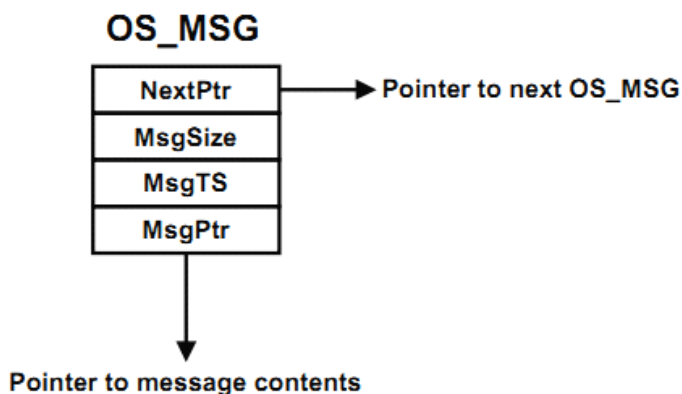 OS_MSG
NextPtr
Pointer to next OS_MSG
MsgSize
MsgTS
MsgPtr
Pointer to message contents